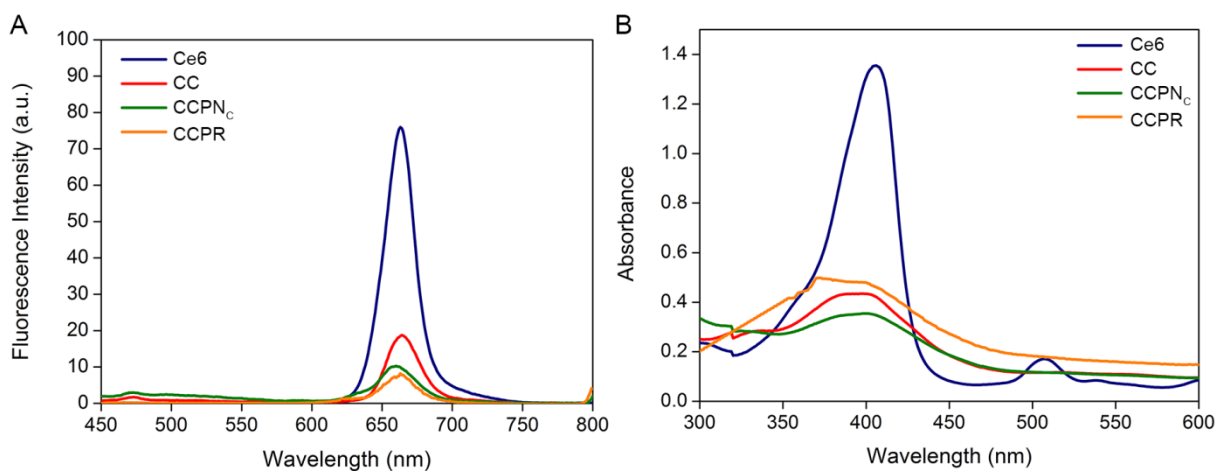 A
100
90
80
70
60
50
40
30
20
10
0
Fluorescence Intensity (a.u.)
Ce6
CC
CCPNC
CCPR
450 500 550 600 650 700 750 800
Wavelength (nm)
B
1.4
1.2
1.0
0.8
0.6
0.4
0.2
0.0
Absorbance
Ce6
CC
CCPNC
CCPR
300 350 400 450 500 550 600
Wavelength (nm)